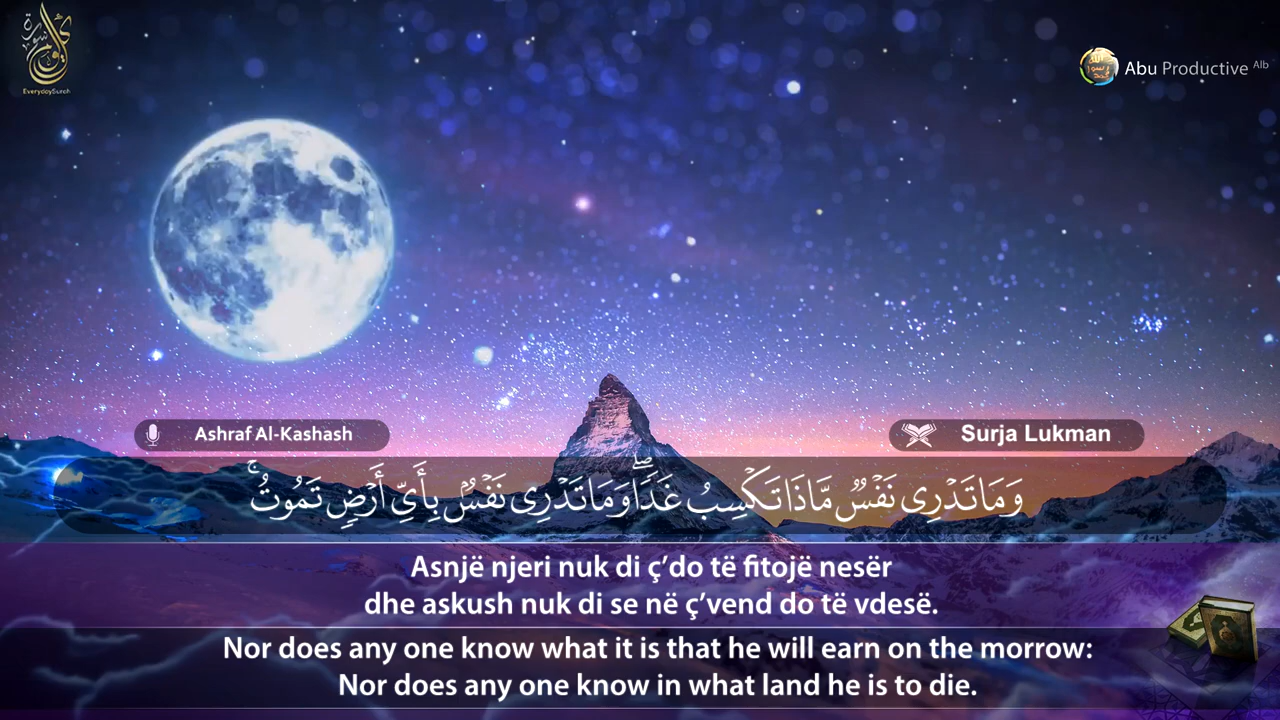 EverydaySurah
Abu Productive Alb
Ashraf Al-Kashash
Surja Lukman
وَمَا تَدْرِى نَفْسٌ مَّاذَا تَكْسِبُ غَدًاۖ وَمَا تَدْرِى نَفْسٌۢ بِأَىِّ أَرْضٍ تَمُوتُۚ
Asnjë njeri nuk di ç’do të fitojë nesër
dhe askush nuk di se në ç’vend do të vdesë.
Nor does any one know what it is that he will earn on the morrow:
Nor does any one know in what land he is to die.